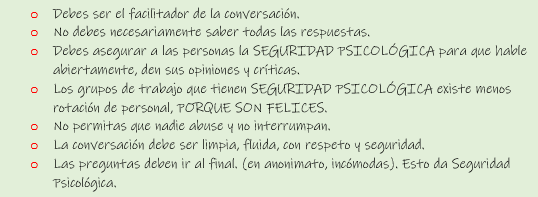 o Debes ser el facilitador de la conversación.
o No debes necesariamente saber todas las respuestas.
o Debes asegurar a las personas la SEGURIDAD PSICOLÓGICA para que hable
abiertamente, den sus opiniones y críticas.
o Los grupos de trabajo que tienen SEGURIDAD PSICOLÓGICA existe menos
rotación de personal, PORQUE SON FELICES.
o No permitas que nadie abuse y no interrumpan.
o La conversación debe ser limpia, fluida, con respeto y seguridad.
o Las preguntas deben ir al final. (en anonimato, incómodas). Esto da Seguridad
Psicológica.